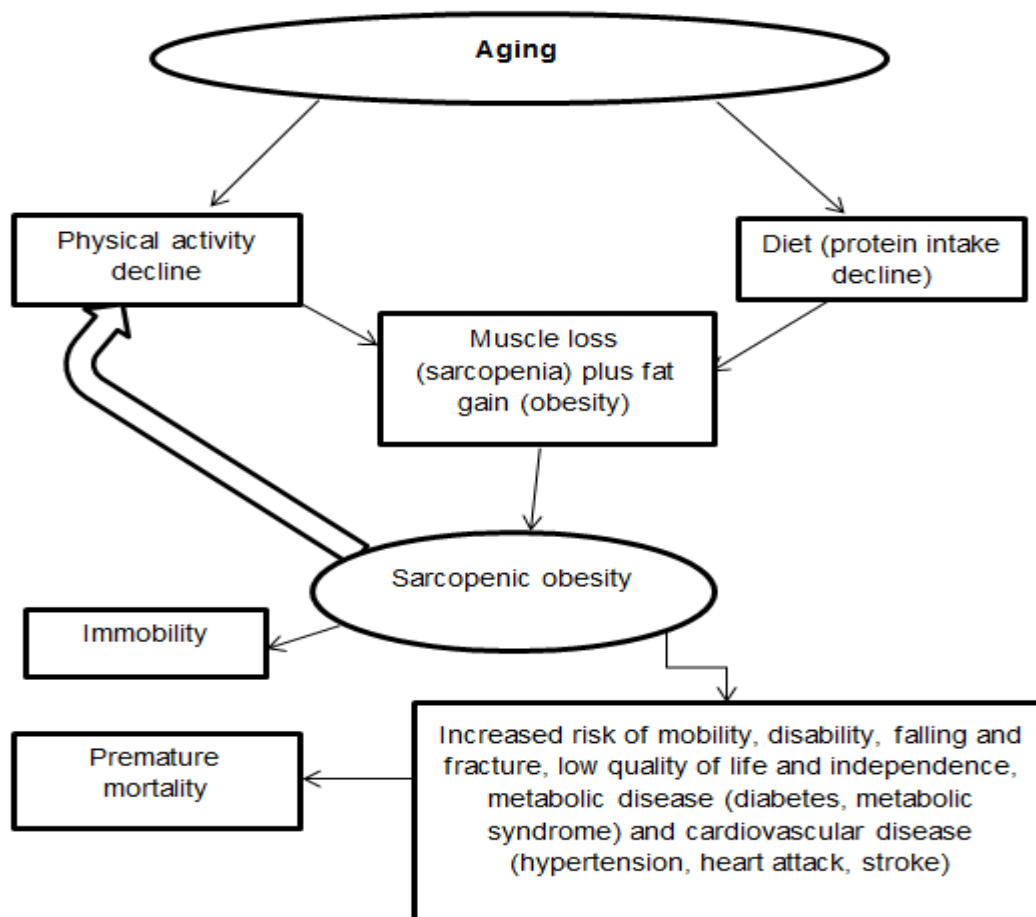 Aging
Physical activity
decline
Diet (protein intake
decline)
Muscle loss
(sarcopenia) plus fat
gain (obesity)
Sarcopenic obesity
Immobility
Premature
mortality
Increased risk of mobility, disability, falling and
fracture, low quality of life and independence,
metabolic disease (diabetes, metabolic
syndrome) and cardiovascular disease
(hypertension, heart attack, stroke)